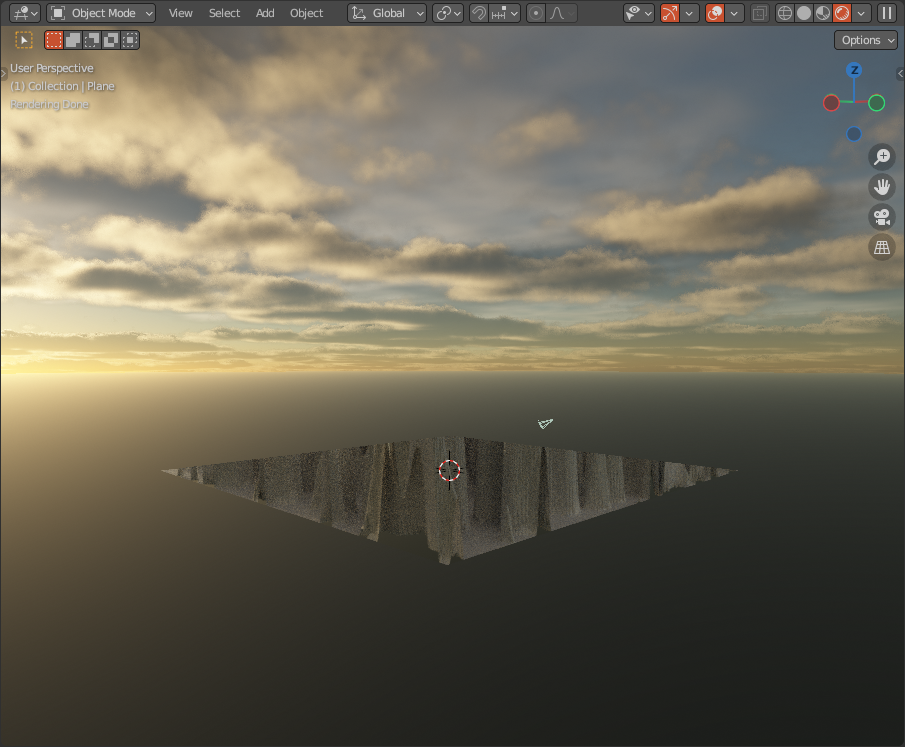 Object Mode View Select Add Object Global
Options
User Perspective
(1) Collection | Plane
Rendering Done
Z